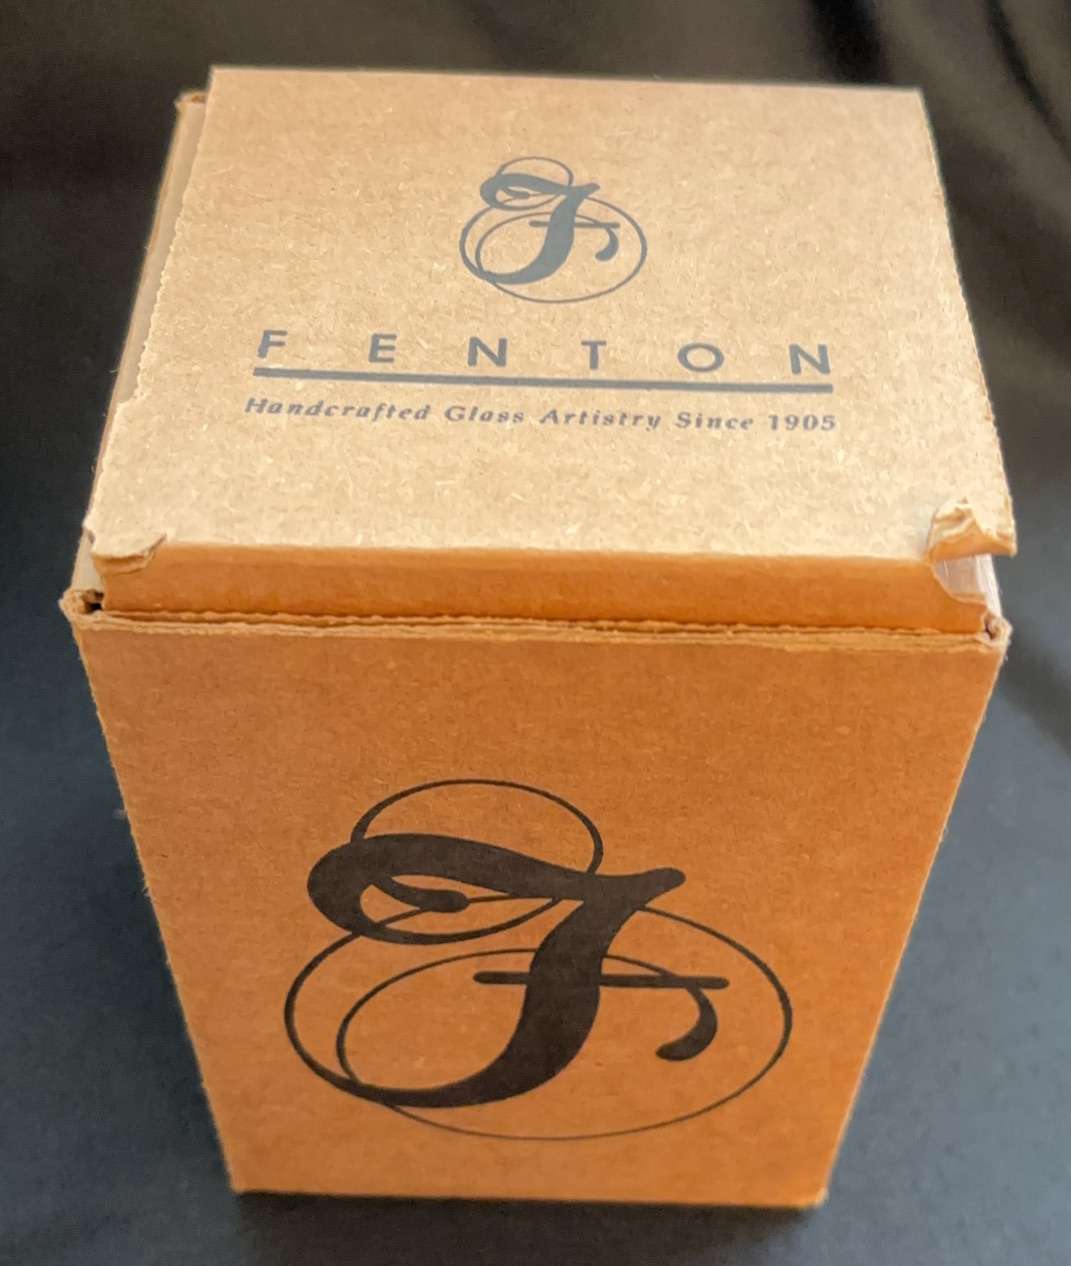 F
FENTON
Handcrafted Glass Artistry Since 1905
F